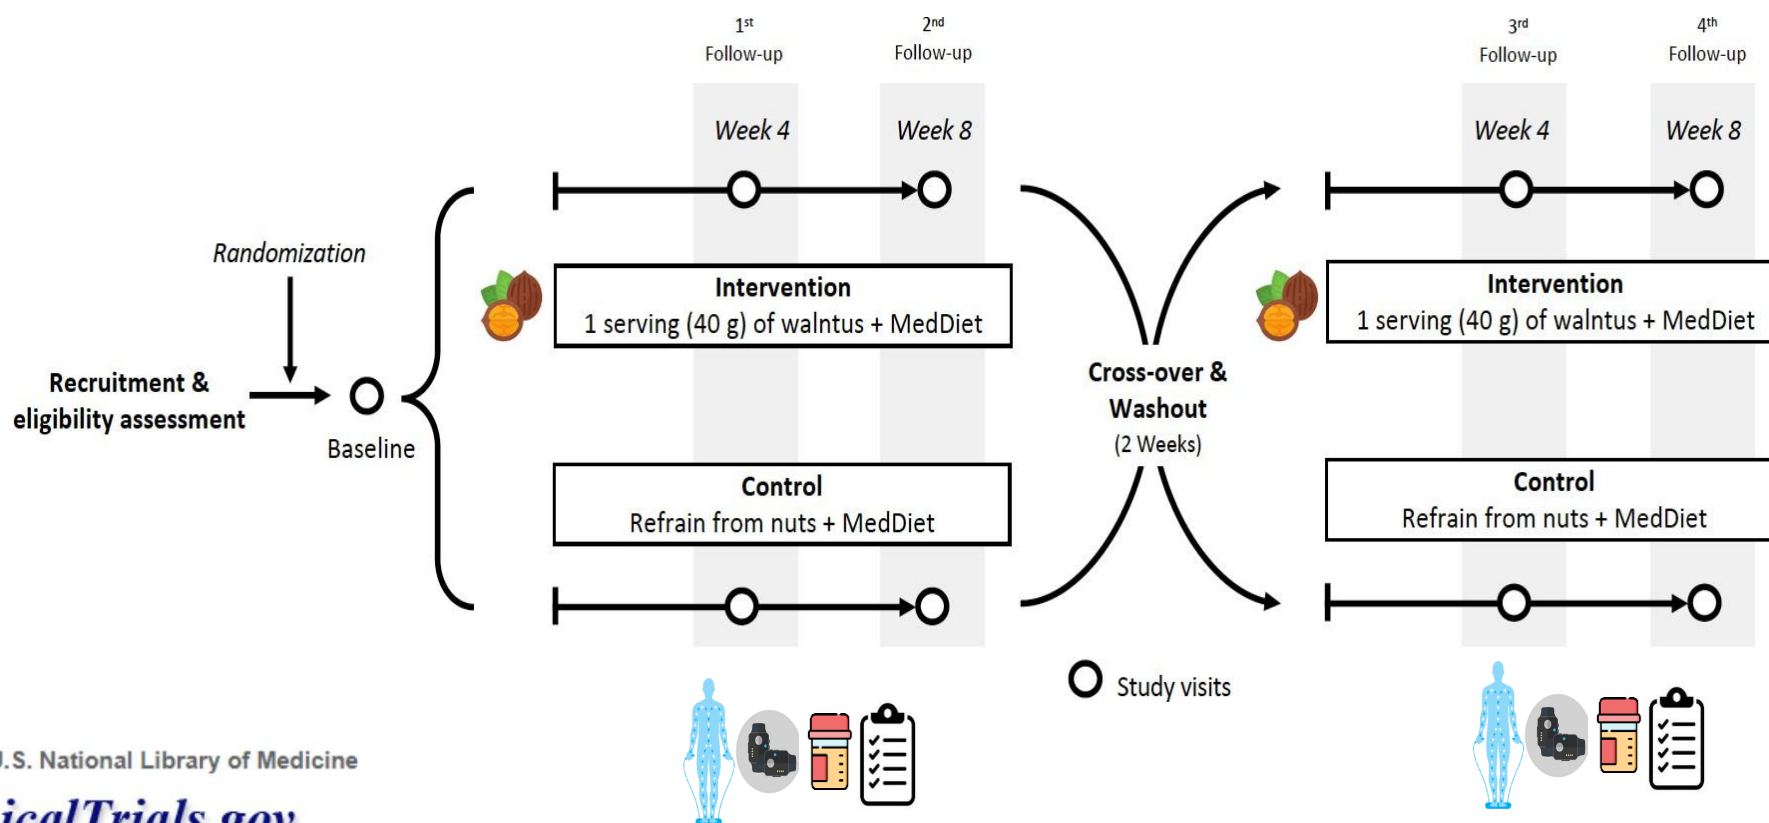 1st
Follow-up
2nd
Follow-up
3rd
Follow-up
4th
Follow-up
Week 4
Week 8
Week 4
Week 8
Randomization
Recruitment &
eligibility assessment
Baseline
Intervention
1 serving (40 g) of walntus + MedDiet
Control
Refrain from nuts + MedDiet
Cross-over &
Washout
(2 Weeks)
Intervention
1 serving (40 g) of walntus + MedDiet
Control
Refrain from nuts + MedDiet
Study visits
U.S. National Library of Medicine
icalTrials.gov